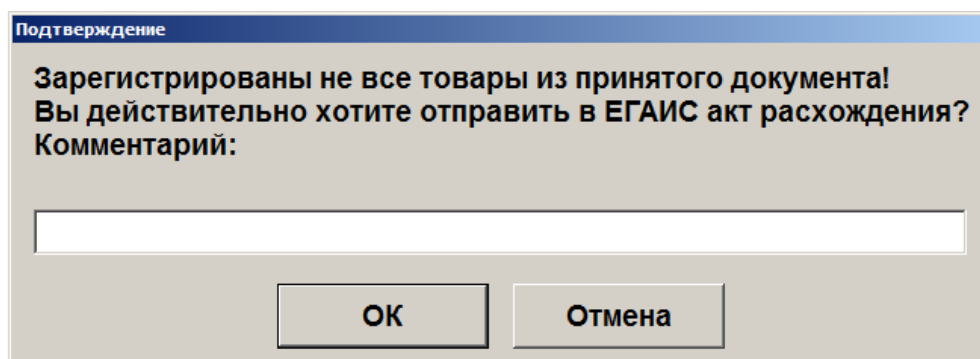 Подтверждение
Зарегистрированы не все товары из принятого документа!
Вы действительно хотите отправить в ЕГАИС акт расхождения?
Комментарий:
ОК
Отмена